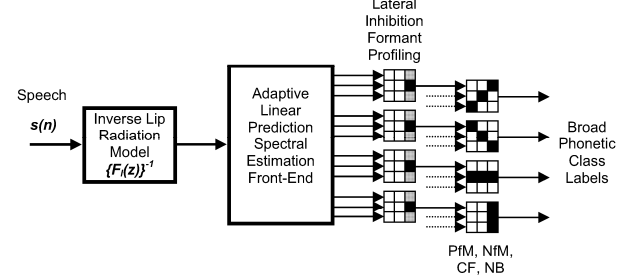 Lateral
Inhibition
Formant
Profiling
Speech
s(n)
Inverse Lip
Radiation
Model
{Fₗ(z)}⁻¹
Adaptive
Linear
Prediction
Spectral
Estimation
Front-End
Broad
Phonetic
Class
Labels
PfM, NfM,
CF, NB